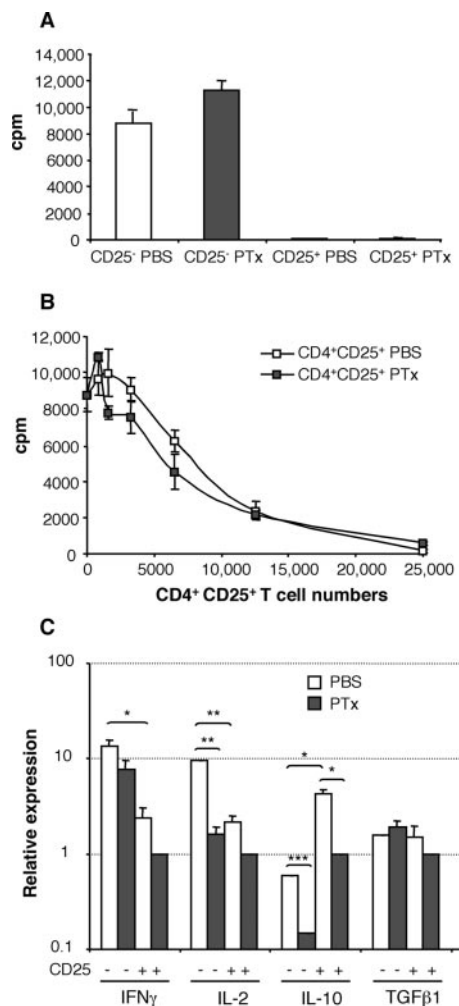 A
cpm
14,000
12,000
10,000
8000
6000
4000
2000
0
CD25⁻ PBS CD25⁻ PTx CD25⁺ PBS CD25⁺ PTx
B
cpm
12,000
10,000
8000
6000
4000
2000
0
CD4⁺CD25⁺ PBS
CD4⁺CD25⁺ PTx
0 5000 10,000 15,000 20,000 25,000
CD4⁺ CD25⁺ T cell numbers
C
Relative expression
100
10
1
0.1
PBS
PTx
* ** ** * * ***
CD25 - - + + - - + + - - + + - - + +
IFNγ IL-2 IL-10 TGFβ1